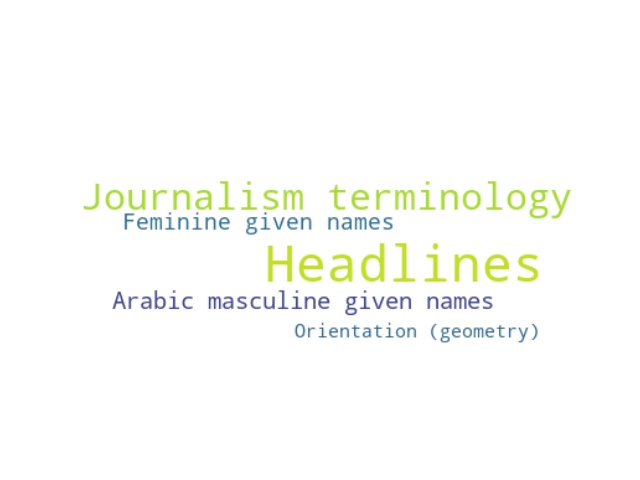 Journalism terminology
Feminine given names
Headlines
Arabic masculine given names
Orientation (geometry)